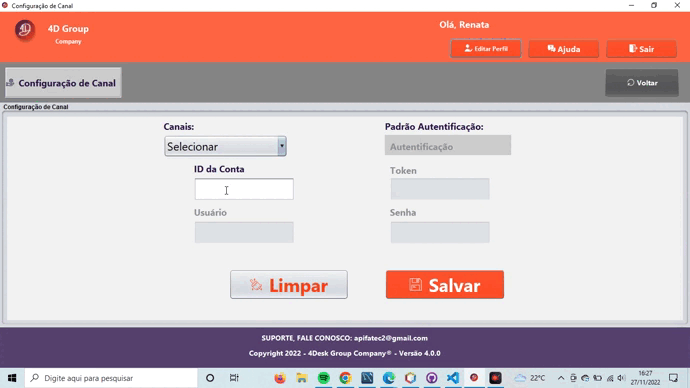 Configuração de Canal
4D Group
Company
Olá, Renata
Editar Perfil
Ajuda
Sair
Configuração de Canal
Voltar
Configuração de Canal
Canais:
Padrão Autentificação:
Selecionar
Autentificação
ID da Conta
Token
Usuário
Senha
Limpar
Salvar
SUPORTE, FALE CONOSCO: apifatec2@gmail.com
Copyright 2022 - 4Desk Group Company® - Versão 4.0.0
Digite aqui para pesquisar
22°C
16:27
27/11/2022